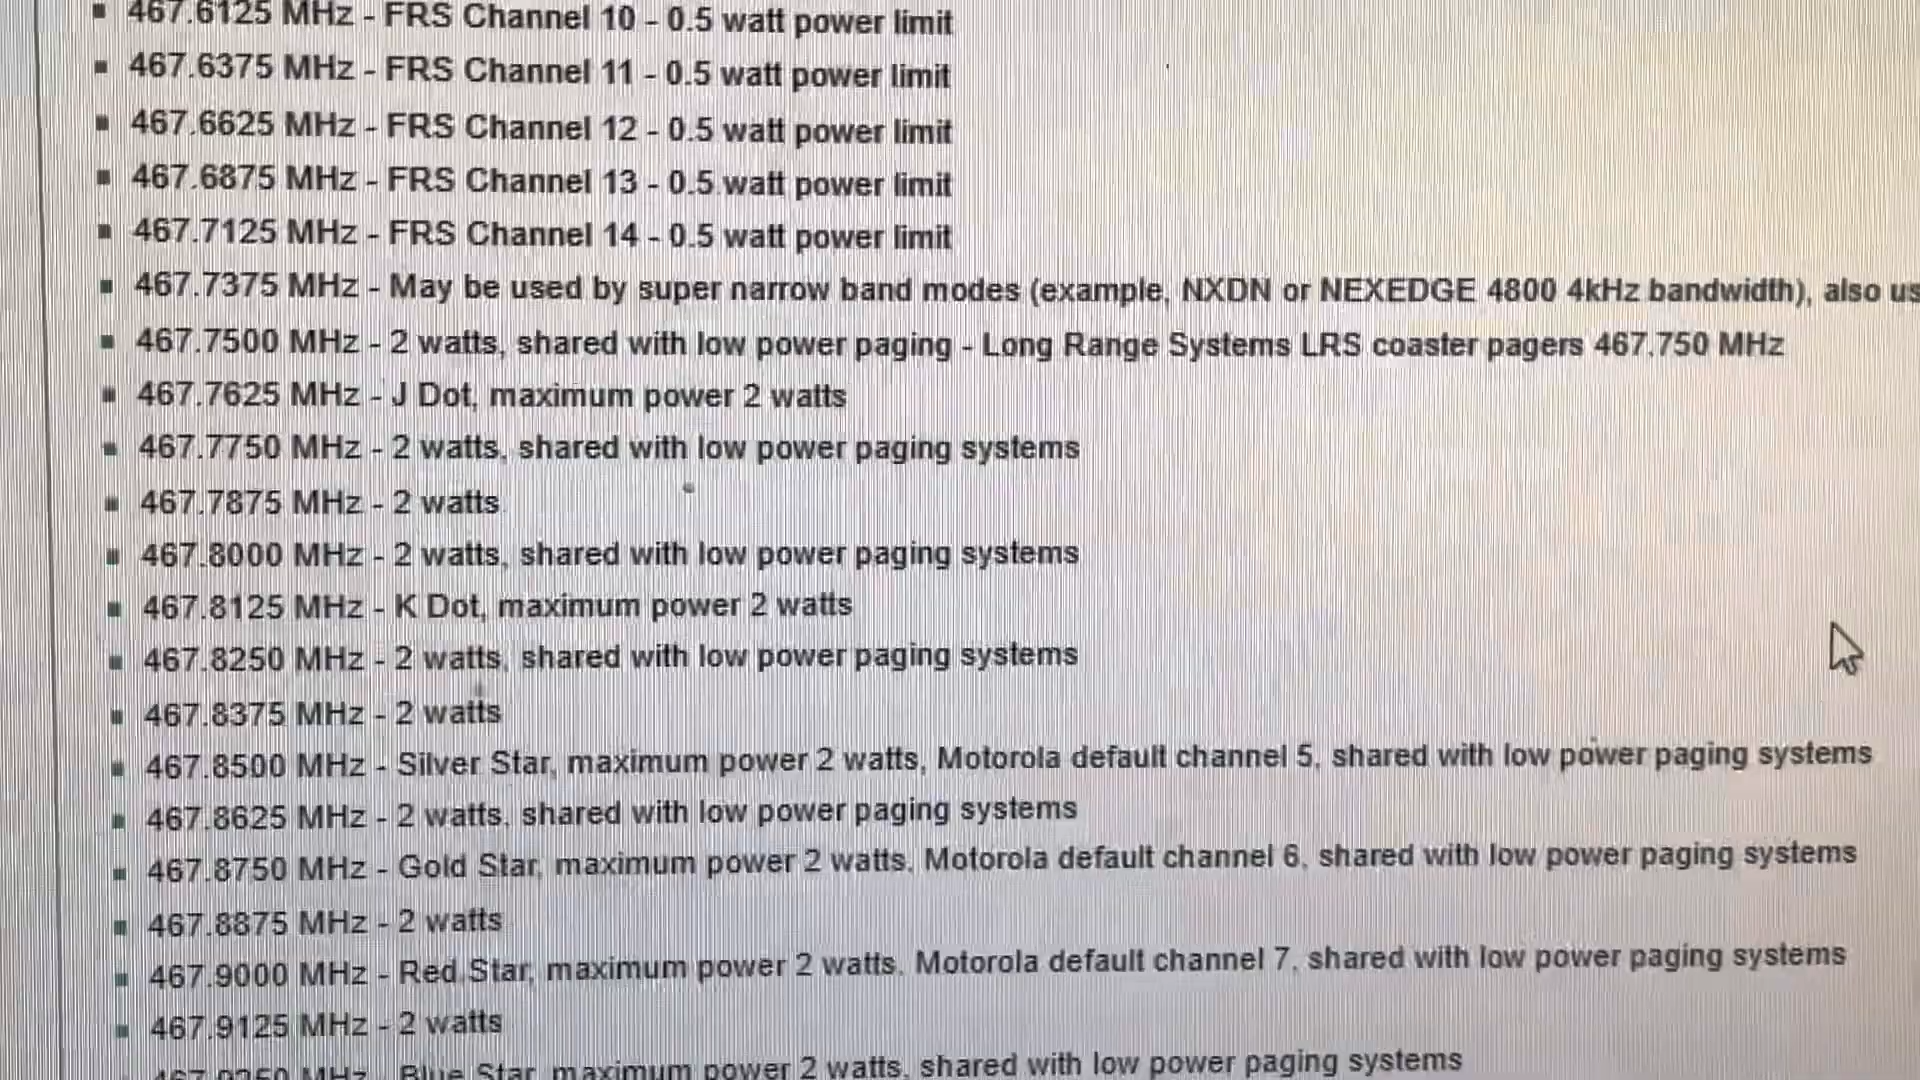 467.6125 MHz - FRS Channel 10 - 0.5 watt power limit
467.6375 MHz - FRS Channel 11 - 0.5 watt power limit
467.6625 MHz - FRS Channel 12 - 0.5 watt power limit
467.6875 MHz - FRS Channel 13 - 0.5 watt power limit
467.7125 MHz - FRS Channel 14 - 0.5 watt power limit
467.7375 MHz - May be used by super narrow band modes (example, NXDN or NEXEDGE 4800 4kHz bandwidth), also us
467.7500 MHz - 2 watts, shared with low power paging - Long Range Systems LRS coaster pagers 467.750 MHz
467.7625 MHz - J Dot, maximum power 2 watts
467.7750 MHz - 2 watts, shared with low power paging systems
467.7875 MHz - 2 watts
467.8000 MHz - 2 watts, shared with low power paging systems
467.8125 MHz - K Dot, maximum power 2 watts
467.8250 MHz - 2 watts, shared with low power paging systems
467.8375 MHz - 2 watts
467.8500 MHz - Silver Star, maximum power 2 watts, Motorola default channel 5, shared with low power paging systems
467.8625 MHz - 2 watts, shared with low power paging systems
467.8750 MHz - Gold Star, maximum power 2 watts, Motorola default channel 6, shared with low power paging systems
467.8875 MHz - 2 watts
467.9000 MHz - Red Star, maximum power 2 watts, Motorola default channel 7, shared with low power paging systems
467.9125 MHz - 2 watts
467.9250 MHz - Blue Star, maximum power 2 watts, shared with low power paging systems